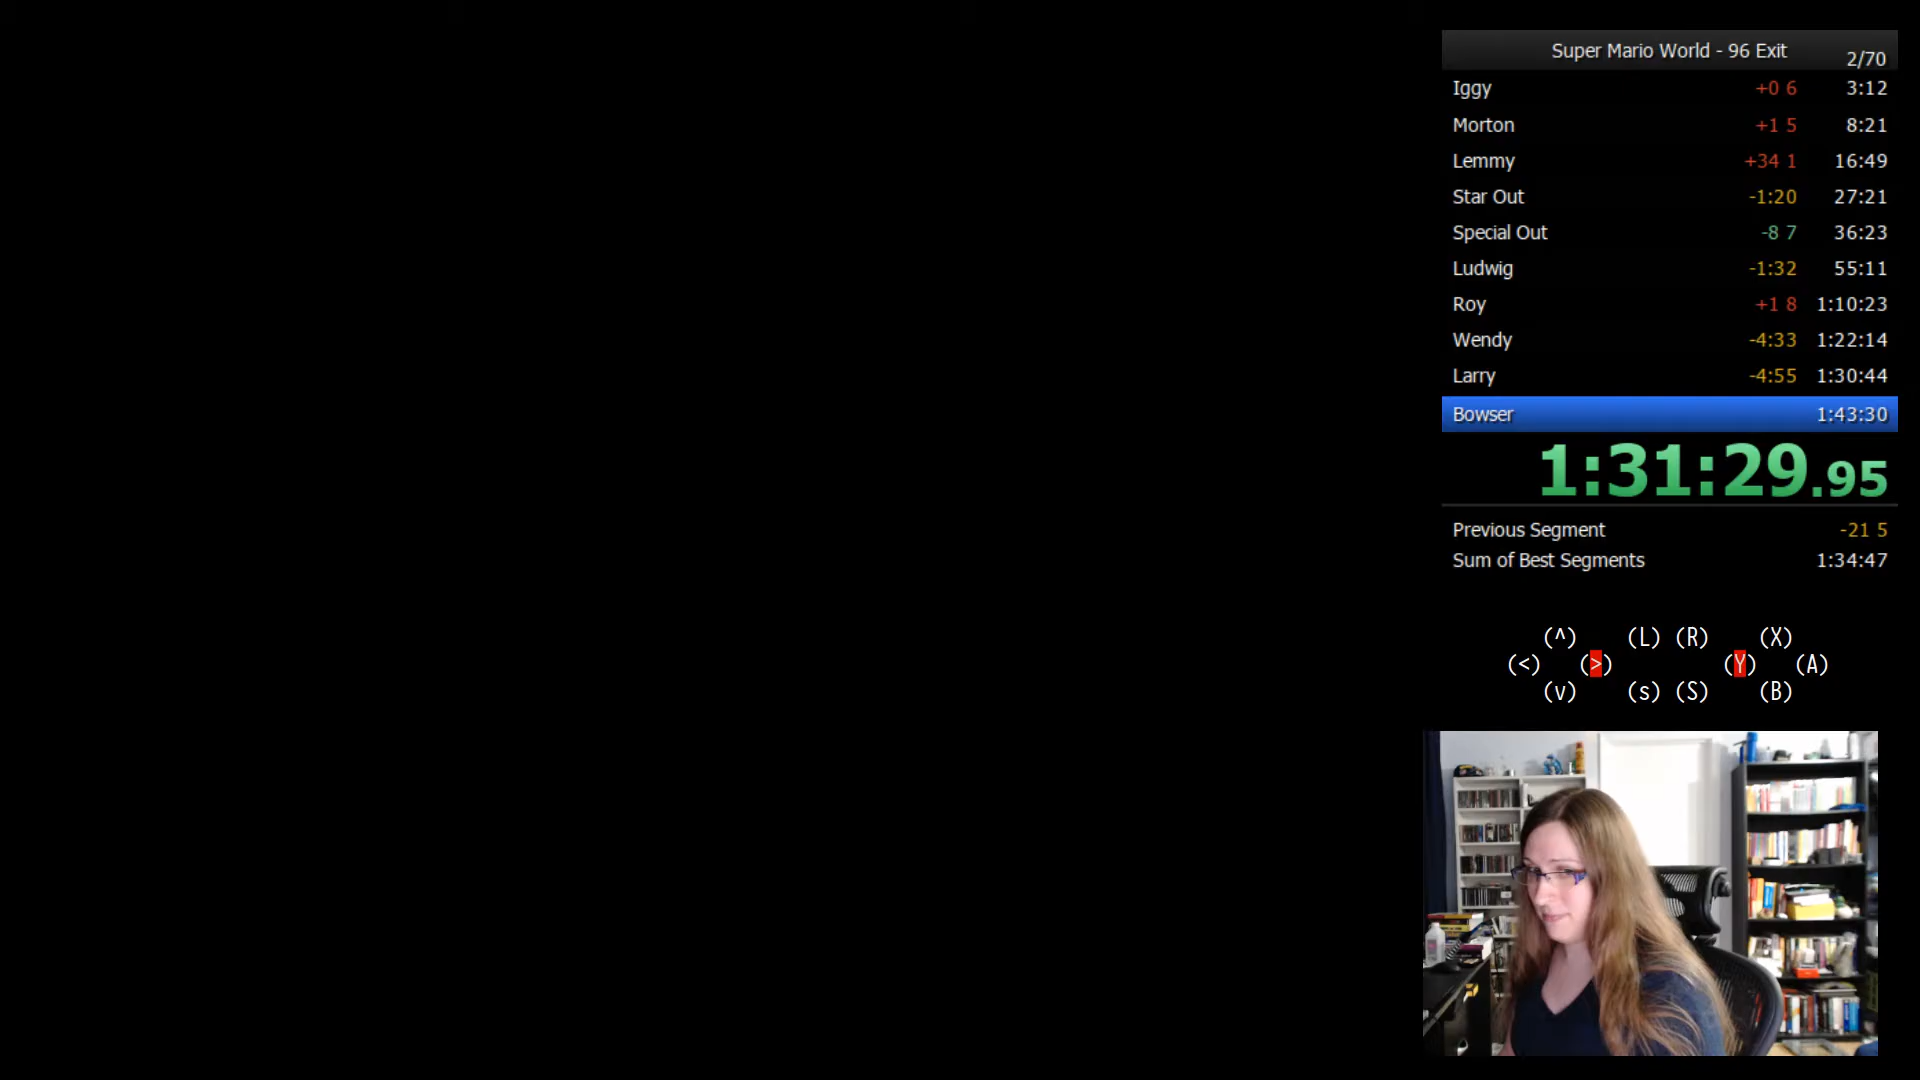 Super Mario World - 96 Exit
2/70
Iggy +0 6 3:12
Morton +1 5 8:21
Lemmy +34 1 16:49
Star Out -1:20 27:21
Special Out -8 7 36:23
Ludwig -1:32 55:11
Roy +1 8 1:10:23
Wendy -4:33 1:22:14
Larry -4:55 1:30:44
Bowser 1:43:30
1:31:29.95
Previous Segment -21 5
Sum of Best Segments 1:34:47
(^) (L) (R) (X)
(<) (>) (Y) (A)
(v) (s) (S) (B)